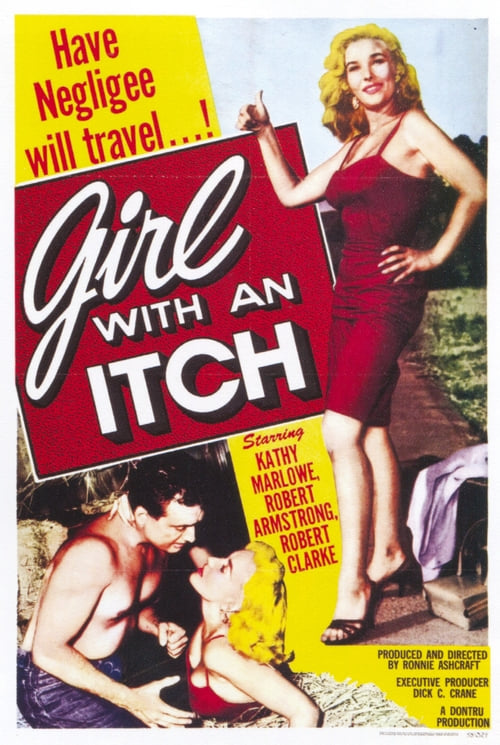 Have
Negligee
will travel....!
Girl
WITH AN
ITCH
Starring
KATHY
MARLOWE,
ROBERT
ARMSTRONG,
ROBERT
CLARKE
PRODUCED AND DIRECTED
BY RONNIE ASHCRAFT
EXECUTIVE PRODUCER
DICK C. CRANE
A DONTRU
PRODUCTION